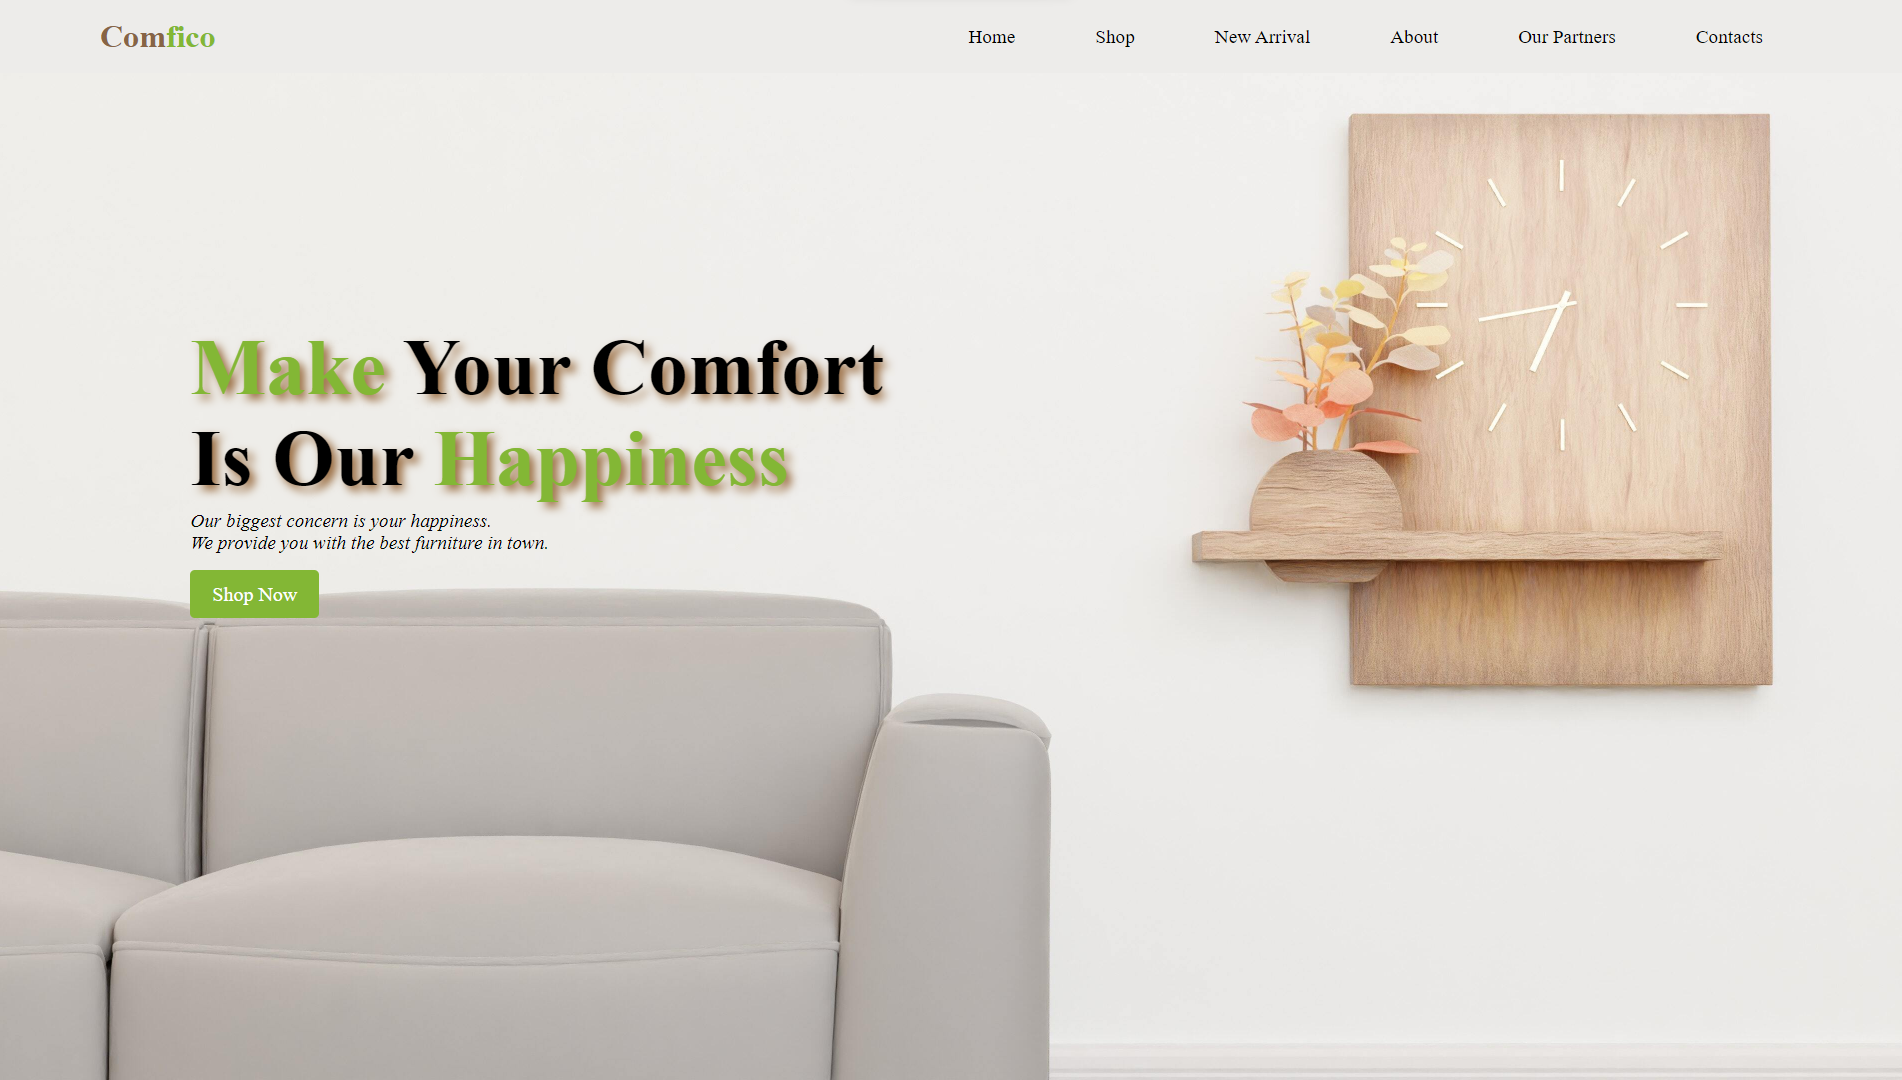 Comfico
Home Shop New Arrival About Our Partners Contacts
Make Your Comfort
Is Our Happiness
Our biggest concern is your happiness.
We provide you with the best furniture in town.
Shop Now